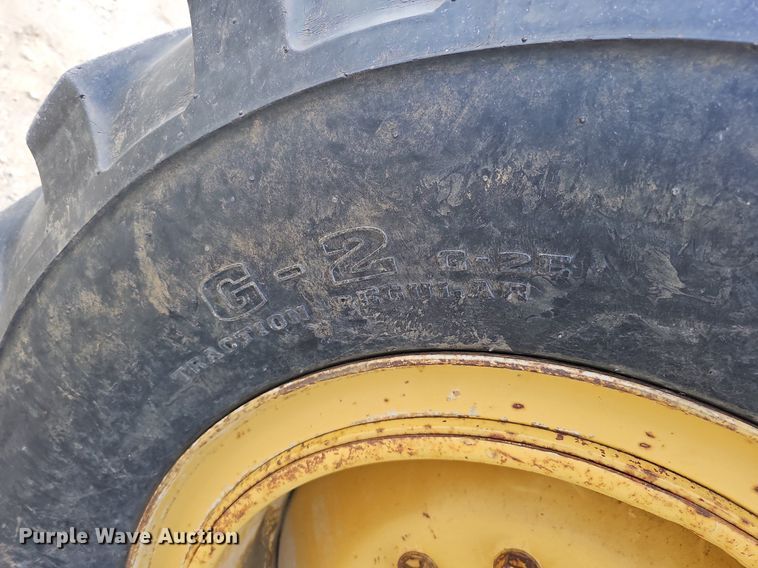 G-2 G-2E
TRACTION REGULAR
Purple Wave Auction